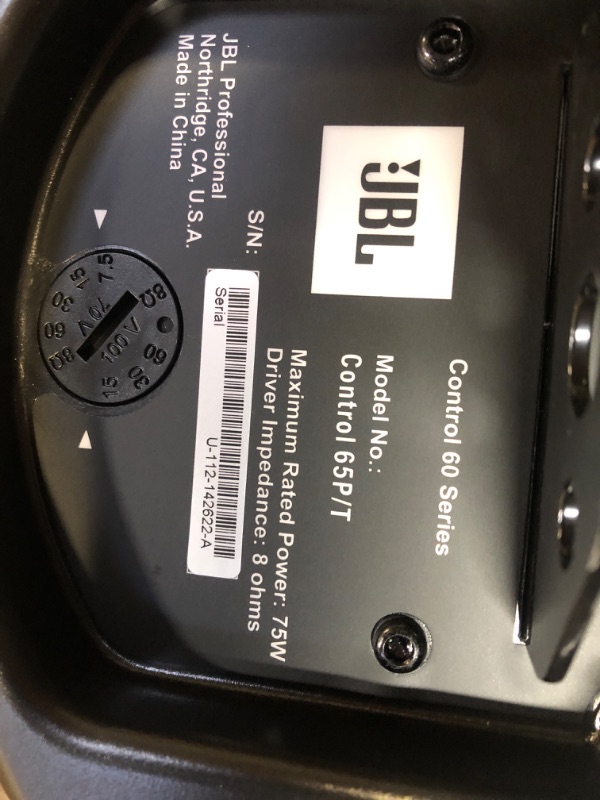 Control 60 Series
JBL
Model No.:
Control 65P/T
Maximum Rated Power: 75W
Driver Impedance: 8 ohms
S/N:
Serial
U-112-142622-A
JBL Professional
Northridge, CA, U.S.A.
Made in China
70V
7.5
15
30
60
8Ω
100V
15
30
60
8Ω